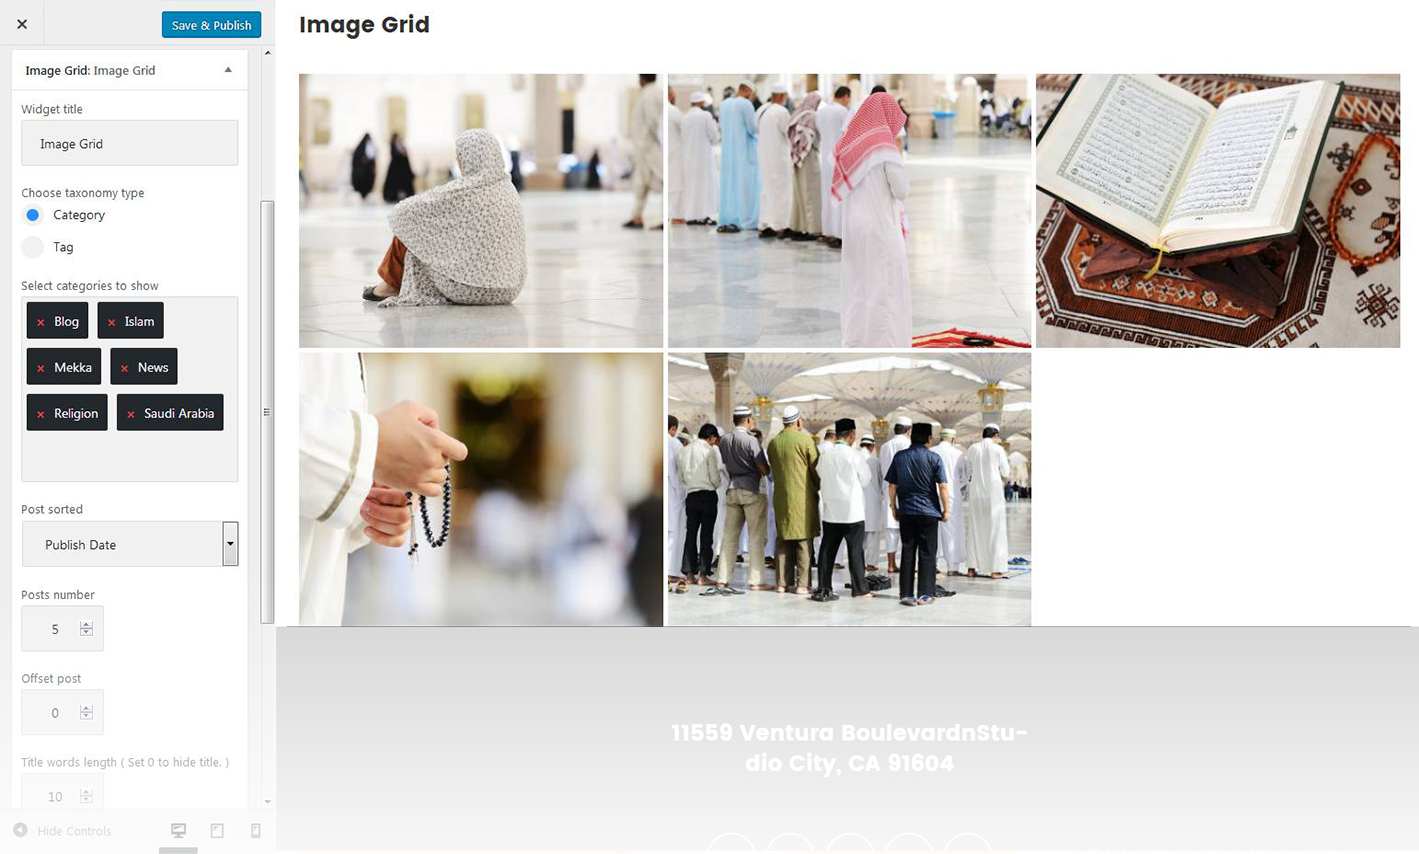 Save & Publish
Image Grid: Image Grid
Widget title
Image Grid
Choose taxonomy type
Category
Tag
Select categories to show
× Blog
× Islam
× Mekka
× News
× Religion
× Saudi Arabia
Post sorted
Publish Date
Posts number
5
Offset post
0
Title words length ( Set 0 to hide title. )
10
Hide Controls
Image Grid
11559 Ventura BoulevardnStu-
dio City, CA 91604